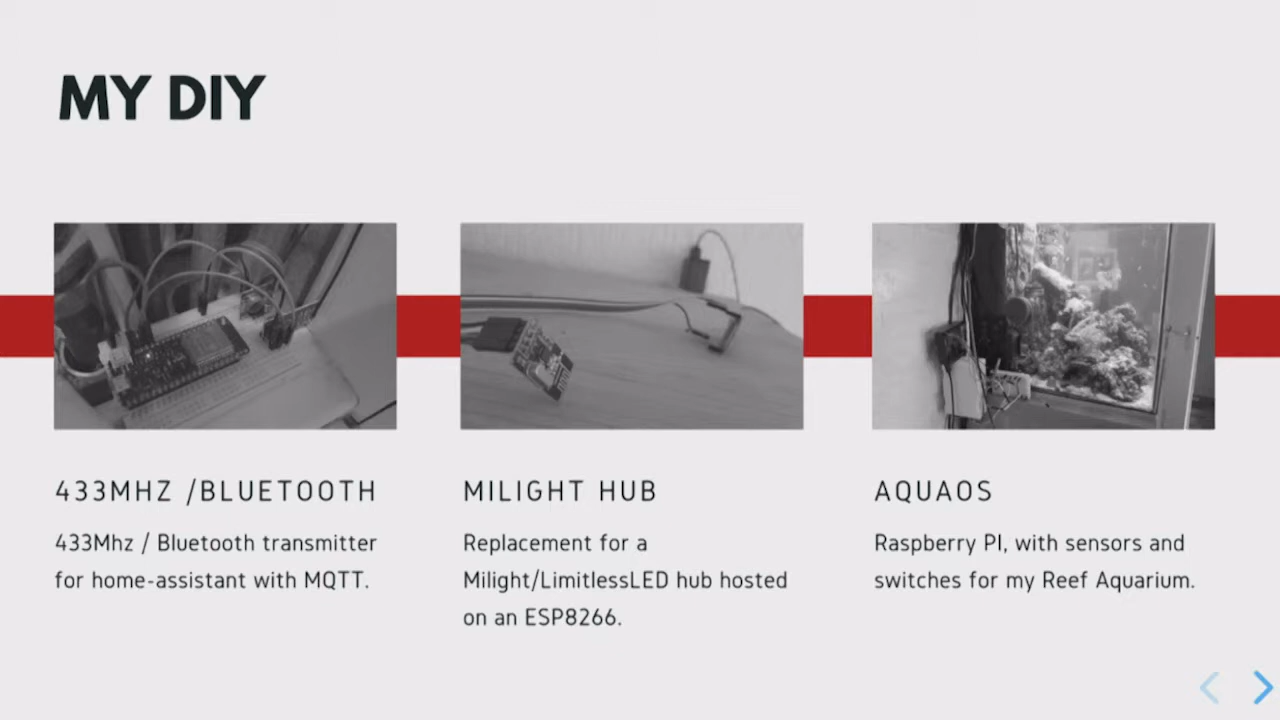 MY DIY
433MHZ /BLUETOOTH
433Mhz / Bluetooth transmitter
for home-assistant with MQTT.
MILIGHT HUB
Replacement for a
Milight/LimitlessLED hub hosted
on an ESP8266.
AQUAOS
Raspberry PI, with sensors and
switches for my Reef Aquarium.